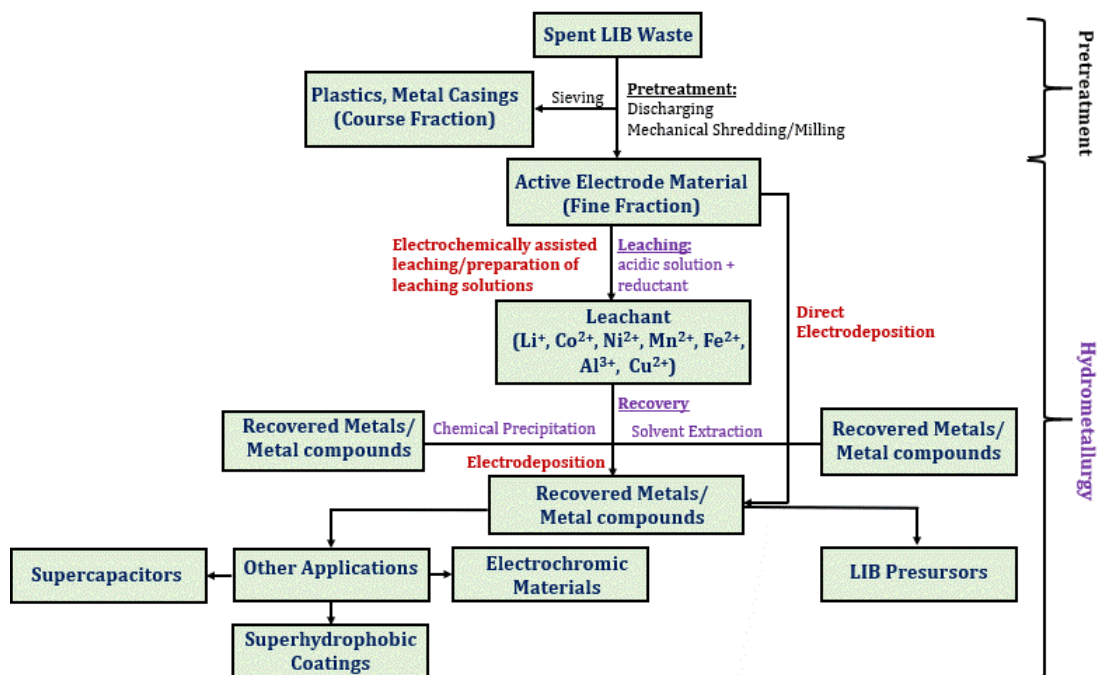 Spent LIB Waste
Plastics, Metal Casings
(Course Fraction)
Sieving
Pretreatment:
Discharging
Mechanical Shredding/Milling
Pretreatment
Active Electrode Material
(Fine Fraction)
Electrochemically assisted
leaching/preparation of
leaching solutions
Leaching:
acidic solution +
reductant
Direct
Electrodeposition
Leachant
(Li⁺, Co²⁺, Ni²⁺, Mn²⁺, Fe²⁺,
Al³⁺, Cu²⁺)
Hydrometallurgy
Recovery
Recovered Metals/
Metal compounds
Chemical Precipitation
Solvent Extraction
Recovered Metals/
Metal compounds
Electrodeposition
Recovered Metals/
Metal compounds
Supercapacitors
Other Applications
Electrochromic
Materials
LIB Presursors
Superhydrophobic
Coatings